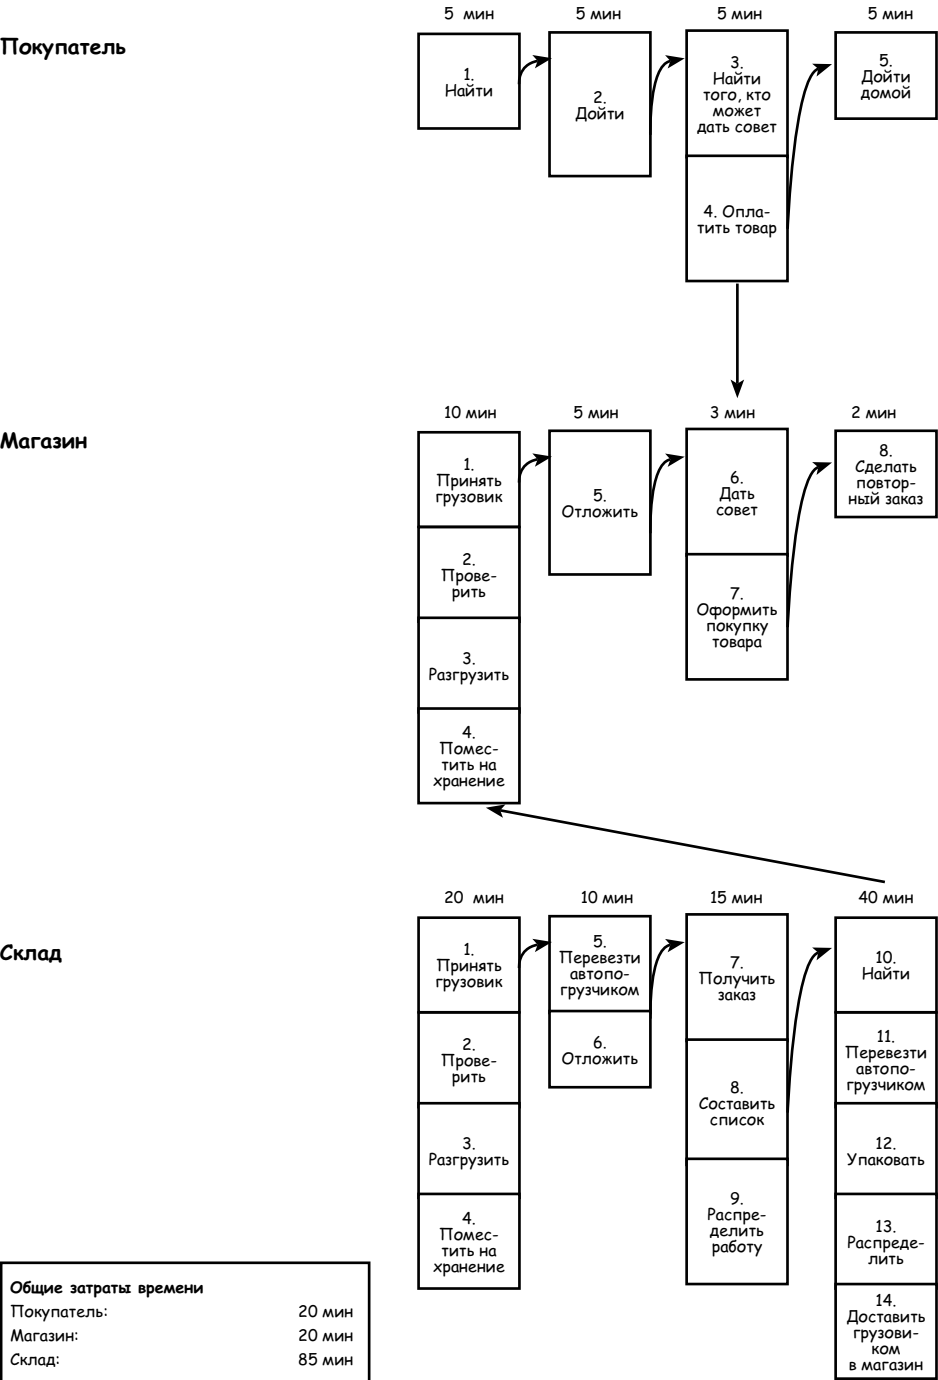 Покупатель
5 мин
5 мин
5 мин
5 мин
1.
Найти
2.
Дойти
3.
Найти
того, кто
может
дать совет
4. Опла-
тить товар
5.
Дойти
домой
Магазин
10 мин
5 мин
3 мин
2 мин
1.
Принять
грузовик
2.
Прове-
рить
3.
Разгрузить
4.
Помес-
тить на
хранение
5.
Отложить
6.
Дать
совет
7.
Оформить
покупку
товара
8.
Сделать
повтор-
ный заказ
Склад
20 мин
10 мин
15 мин
40 мин
1.
Принять
грузовик
2.
Прове-
рить
3.
Разгрузить
4.
Помес-
тить на
хранение
5.
Перевезти
автопо-
грузчиком
6.
Отложить
7.
Получить
заказ
8.
Составить
список
9.
Распре-
делить
работу
10.
Найти
11.
Перевезти
автопо-
грузчиком
12.
Упаковать
13.
Распреде-
лить
14.
Доставить
грузови-
ком
в магазин
Общие затраты времени
Покупатель: 20 мин
Магазин: 20 мин
Склад: 85 мин